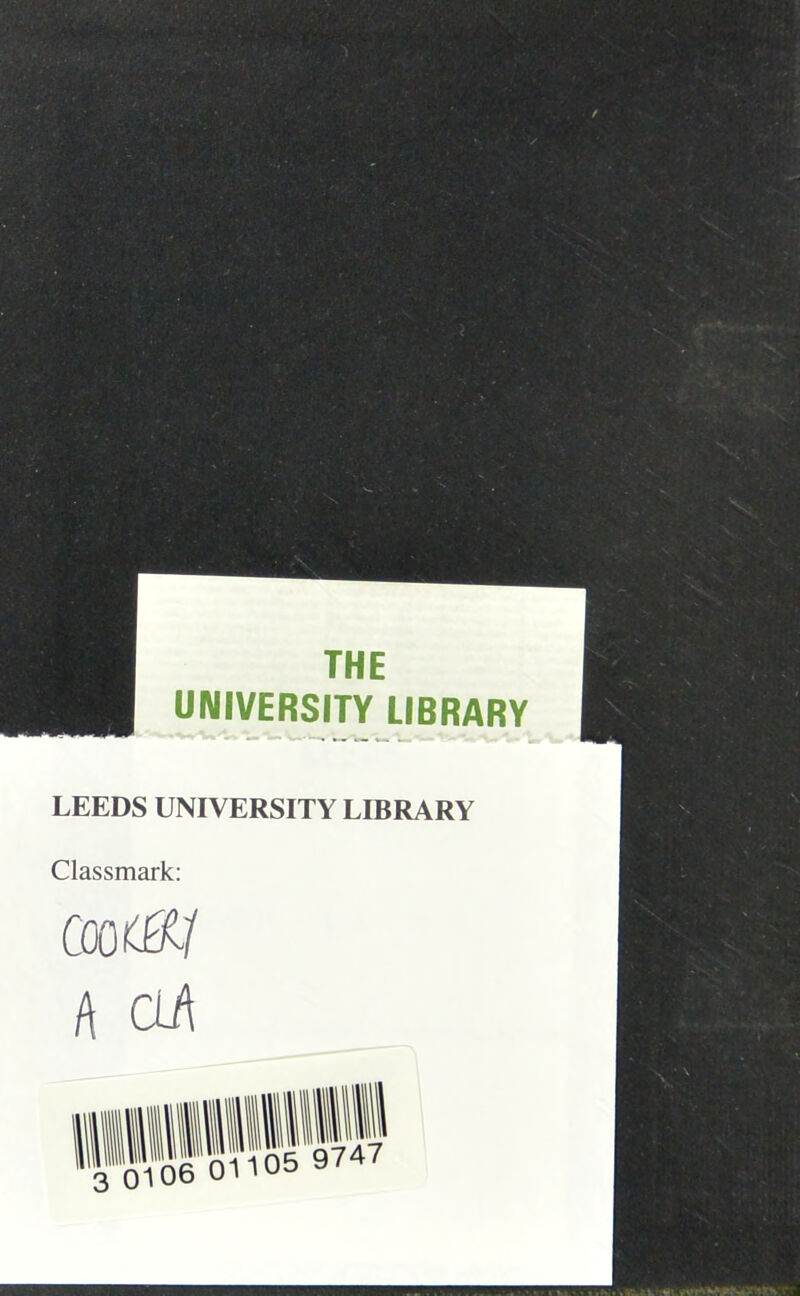 THE
UNIVERSITY LIBRARY
LEEDS UNIVERSITY LIBRARY
Classmark:
COOKERY
A CLA
3 0106 01105 9747